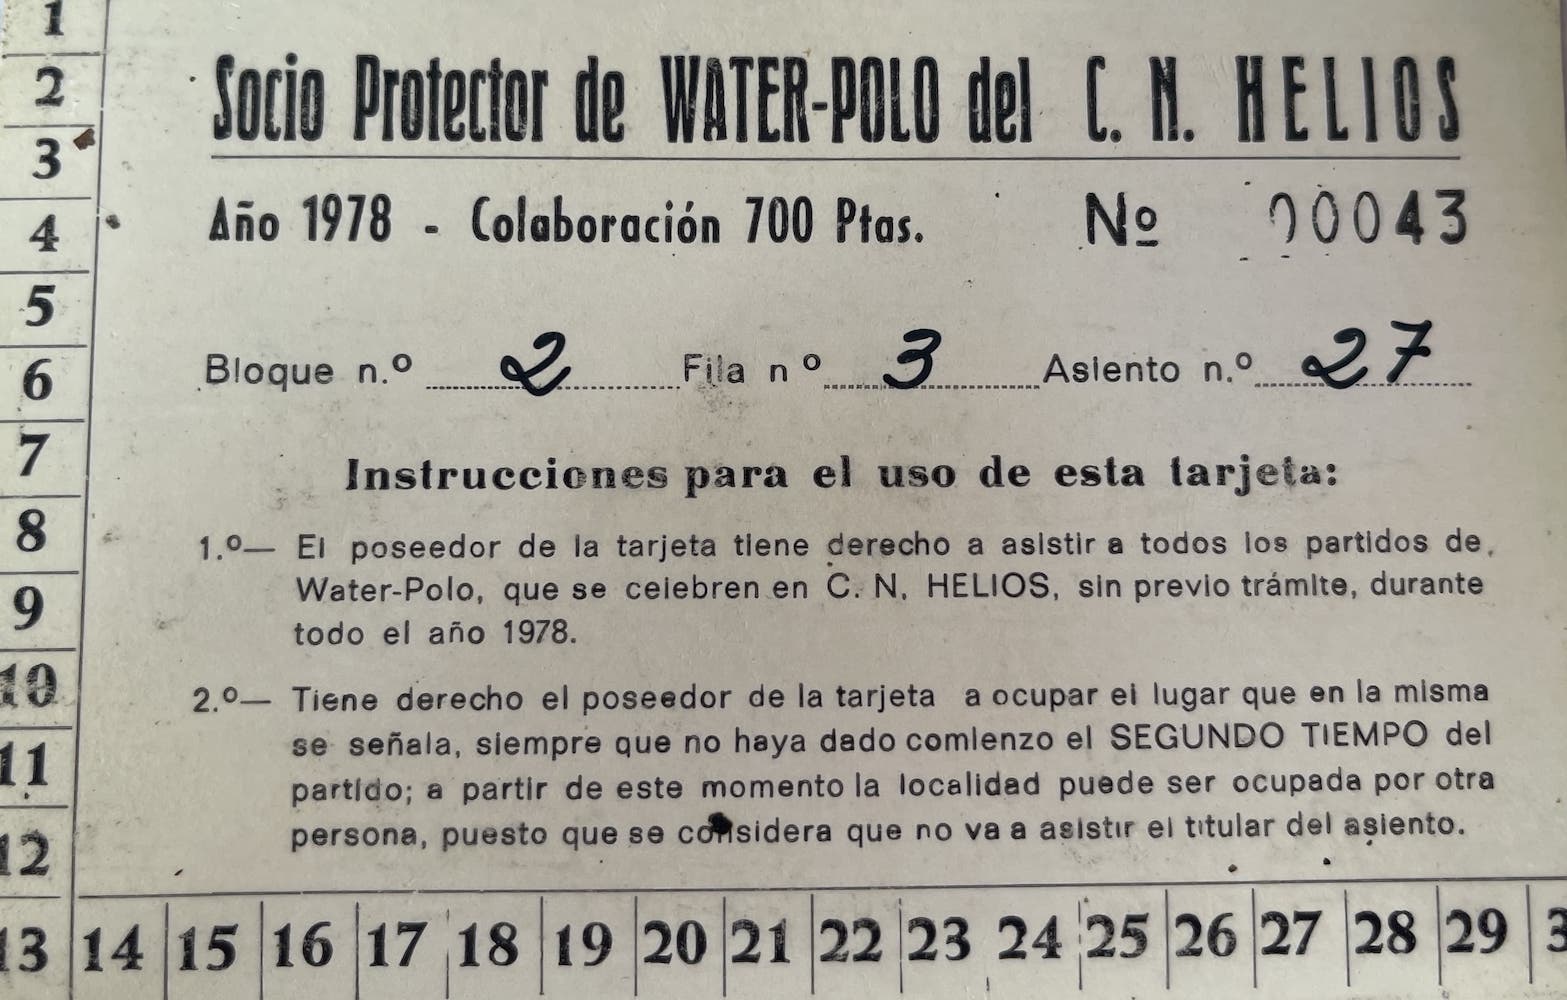 Socio Protector de WATER-POLO del C. N. HELIOS
Año 1978 - Colaboración 700 Ptas. Nº 00043
Bloque n.º 2 Fila nº 3 Asiento n.º 27
Instrucciones para el uso de esta tarjeta:
1.º— El poseedor de la tarjeta tiene derecho a asistir a todos los partidos de
Water-Polo, que se celebren en C. N. HELIOS, sin previo trámite, durante
todo el año 1978.
2.º— Tiene derecho el poseedor de la tarjeta a ocupar el lugar que en la misma
se señala, siempre que no haya dado comienzo el SEGUNDO TIEMPO del
partido; a partir de este momento la localidad puede ser ocupada por otra
persona, puesto que se considera que no va a asistir el titular del asiento.
1
2
3
4
5
6
7
8
9
10
11
12
13 14 15 16 17 18 19 20 21 22 23 24 25 26 27 28 29